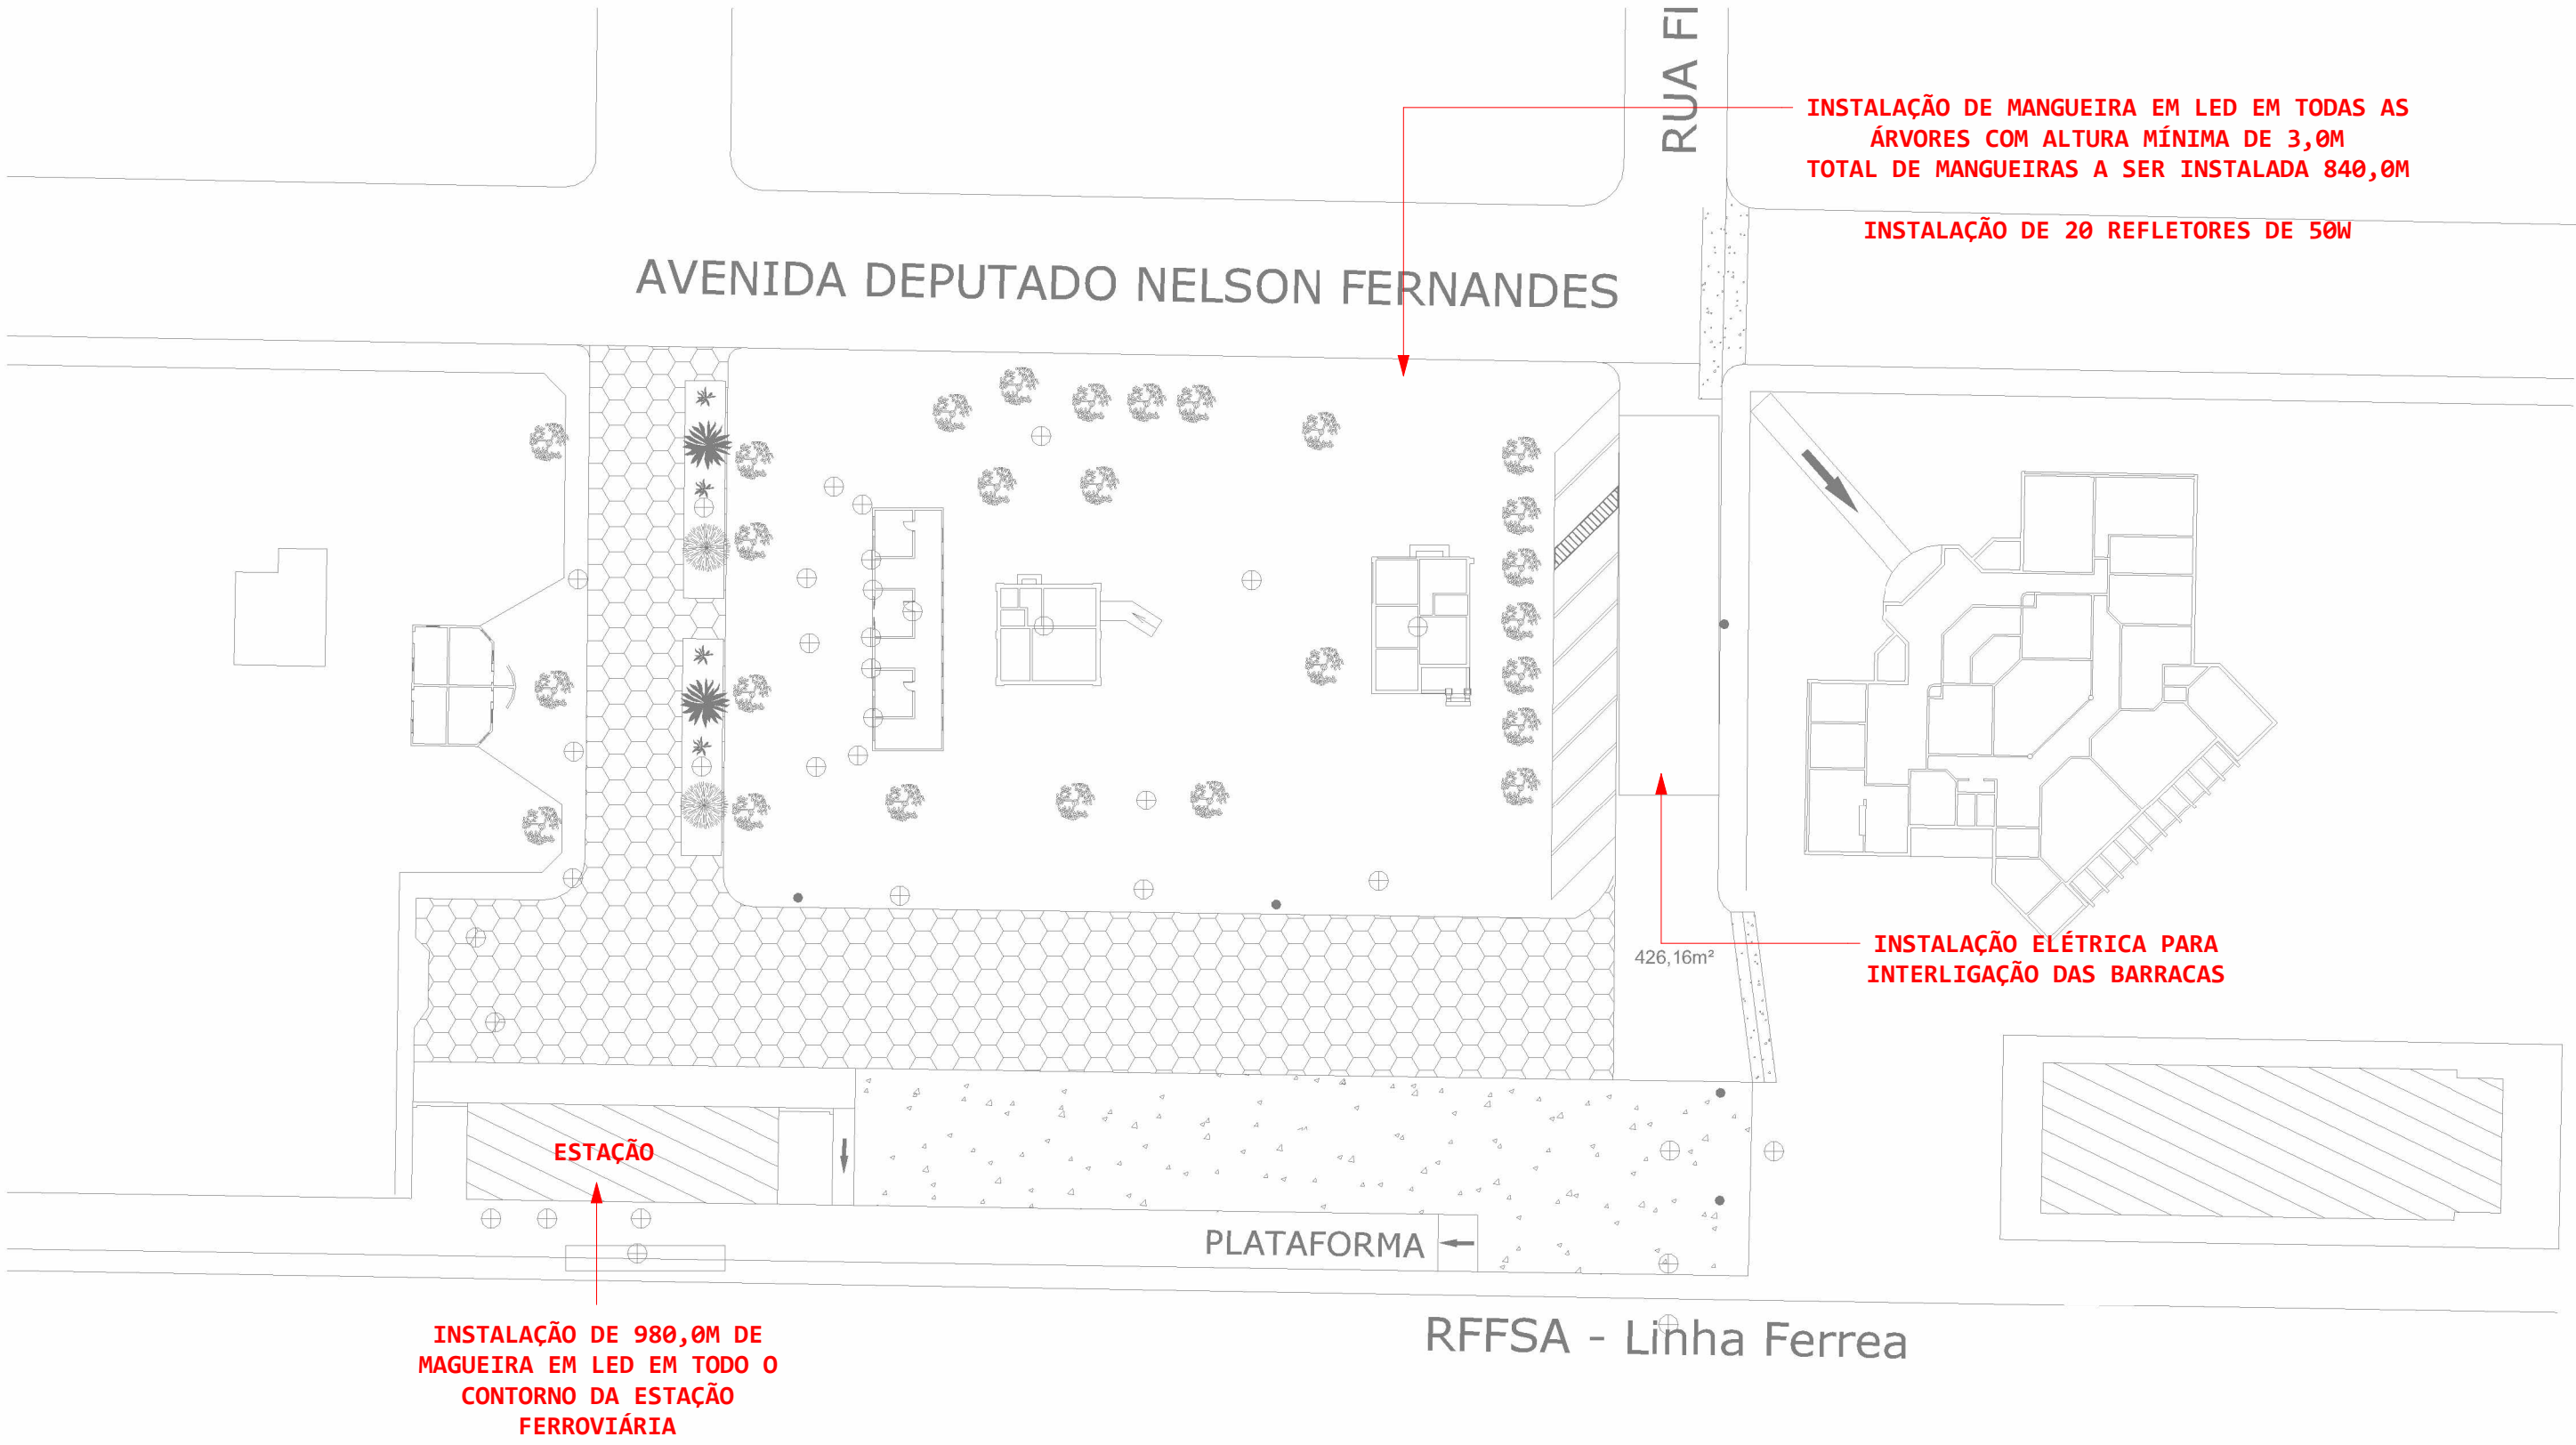 RUA FI
INSTALAÇÃO DE MANGUEIRA EM LED EM TODAS AS
ÁRVORES COM ALTURA MÍNIMA DE 3,0M
TOTAL DE MANGUEIRAS A SER INSTALADA 840,0M
INSTALAÇÃO DE 20 REFLETORES DE 50W
AVENIDA DEPUTADO NELSON FERNANDES
INSTALAÇÃO ELÉTRICA PARA
INTERLIGAÇÃO DAS BARRACAS
426,16m²
ESTAÇÃO
PLATAFORMA
INSTALAÇÃO DE 980,0M DE
MAGUEIRA EM LED EM TODO O
CONTORNO DA ESTAÇÃO
FERROVIÁRIA
RFFSA - Linha Ferrea